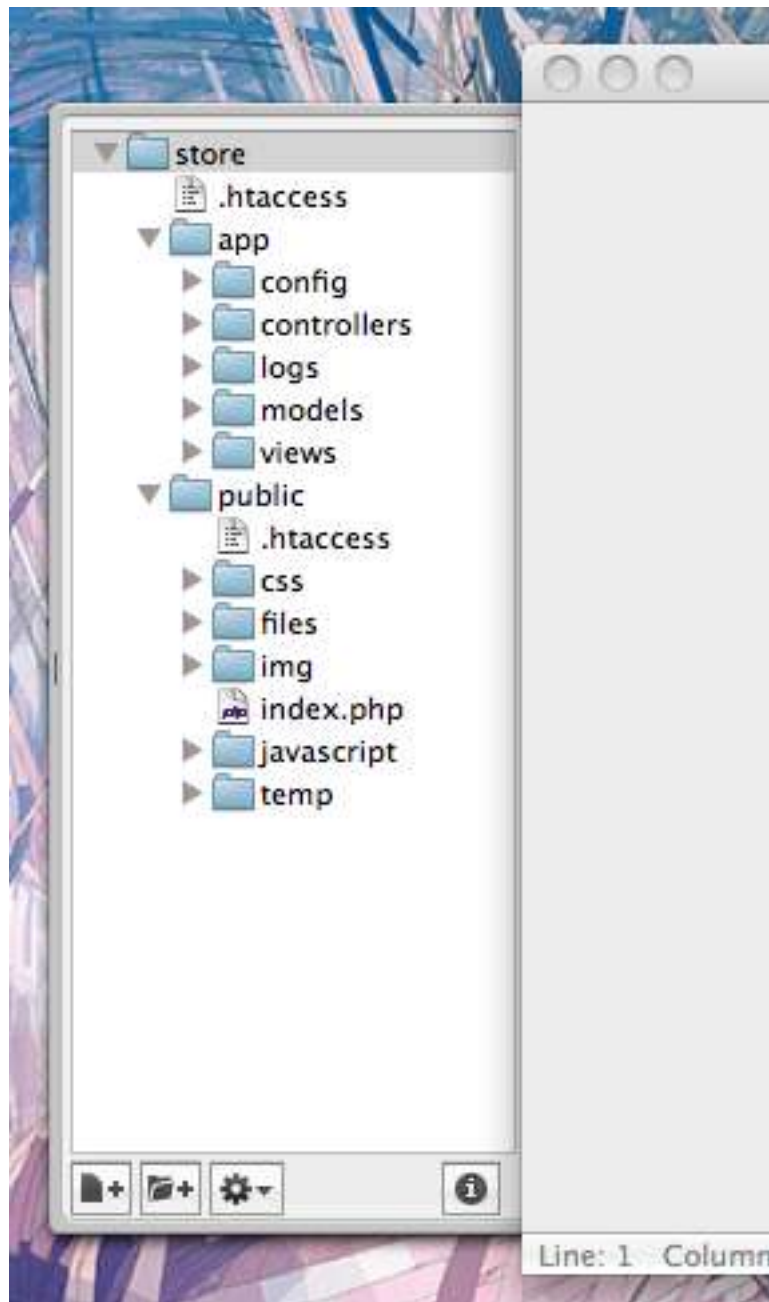 store
.htaccess
app
config
controllers
logs
models
views
public
.htaccess
css
files
img
index.php
javascript
temp
Line: 1 Column